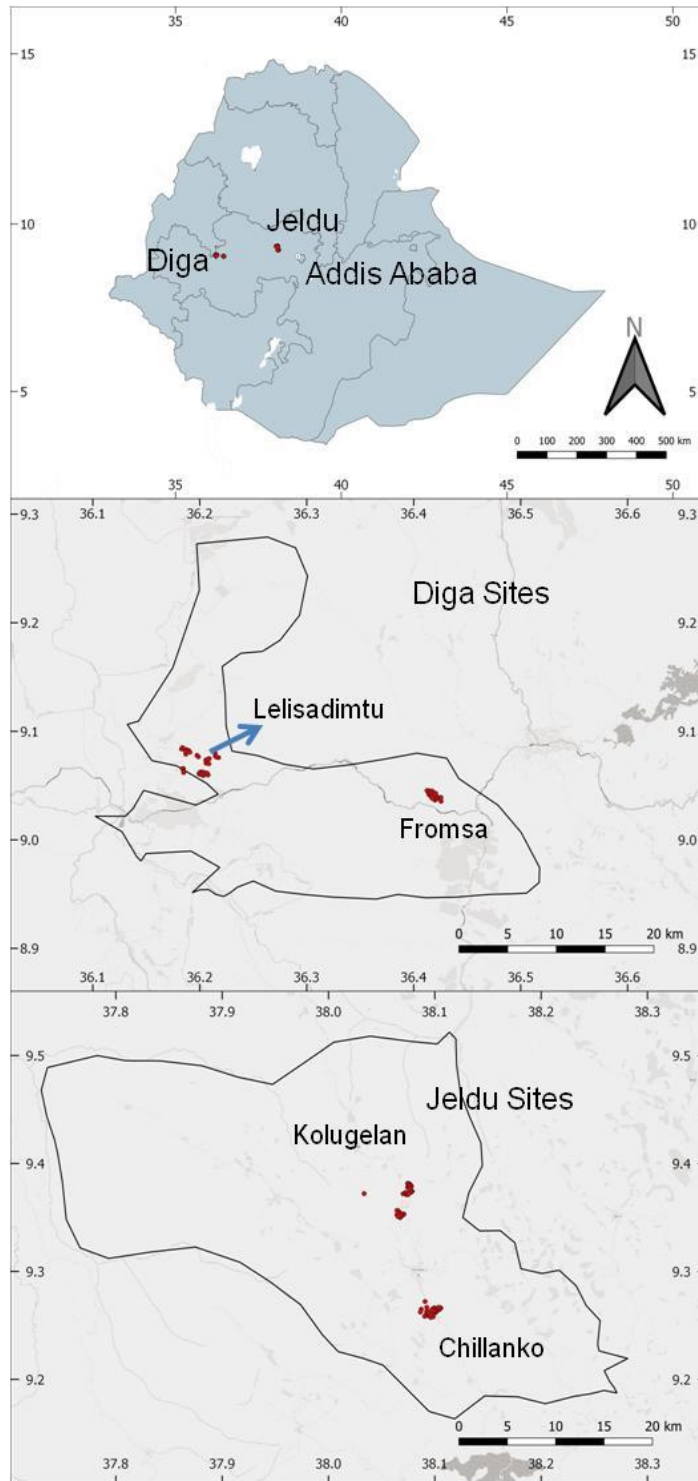 35 40 45 50
15 15
Jeldu
10 10
Diga
Addis Ababa
N
5 5
0 100 200 300 400 500 km
35 40 45 50
36.1 36.2 36.3 36.4 36.5 36.6
9.3 9.3
Diga Sites
9.2 9.2
Lelisadimtu
9.1 9.1
Fromsa
9.0 9.0
0 5 10 15 20 km
8.9 8.9
36.1 36.2 36.3 36.4 36.5 36.6
37.8 37.9 38.0 38.1 38.2 38.3
9.5 9.5
Jeldu Sites
Kolugelan
9.4 9.4
9.3 9.3
Chillanko
9.2 9.2
0 5 10 15 20 km
37.8 37.9 38.0 38.1 38.2 38.3